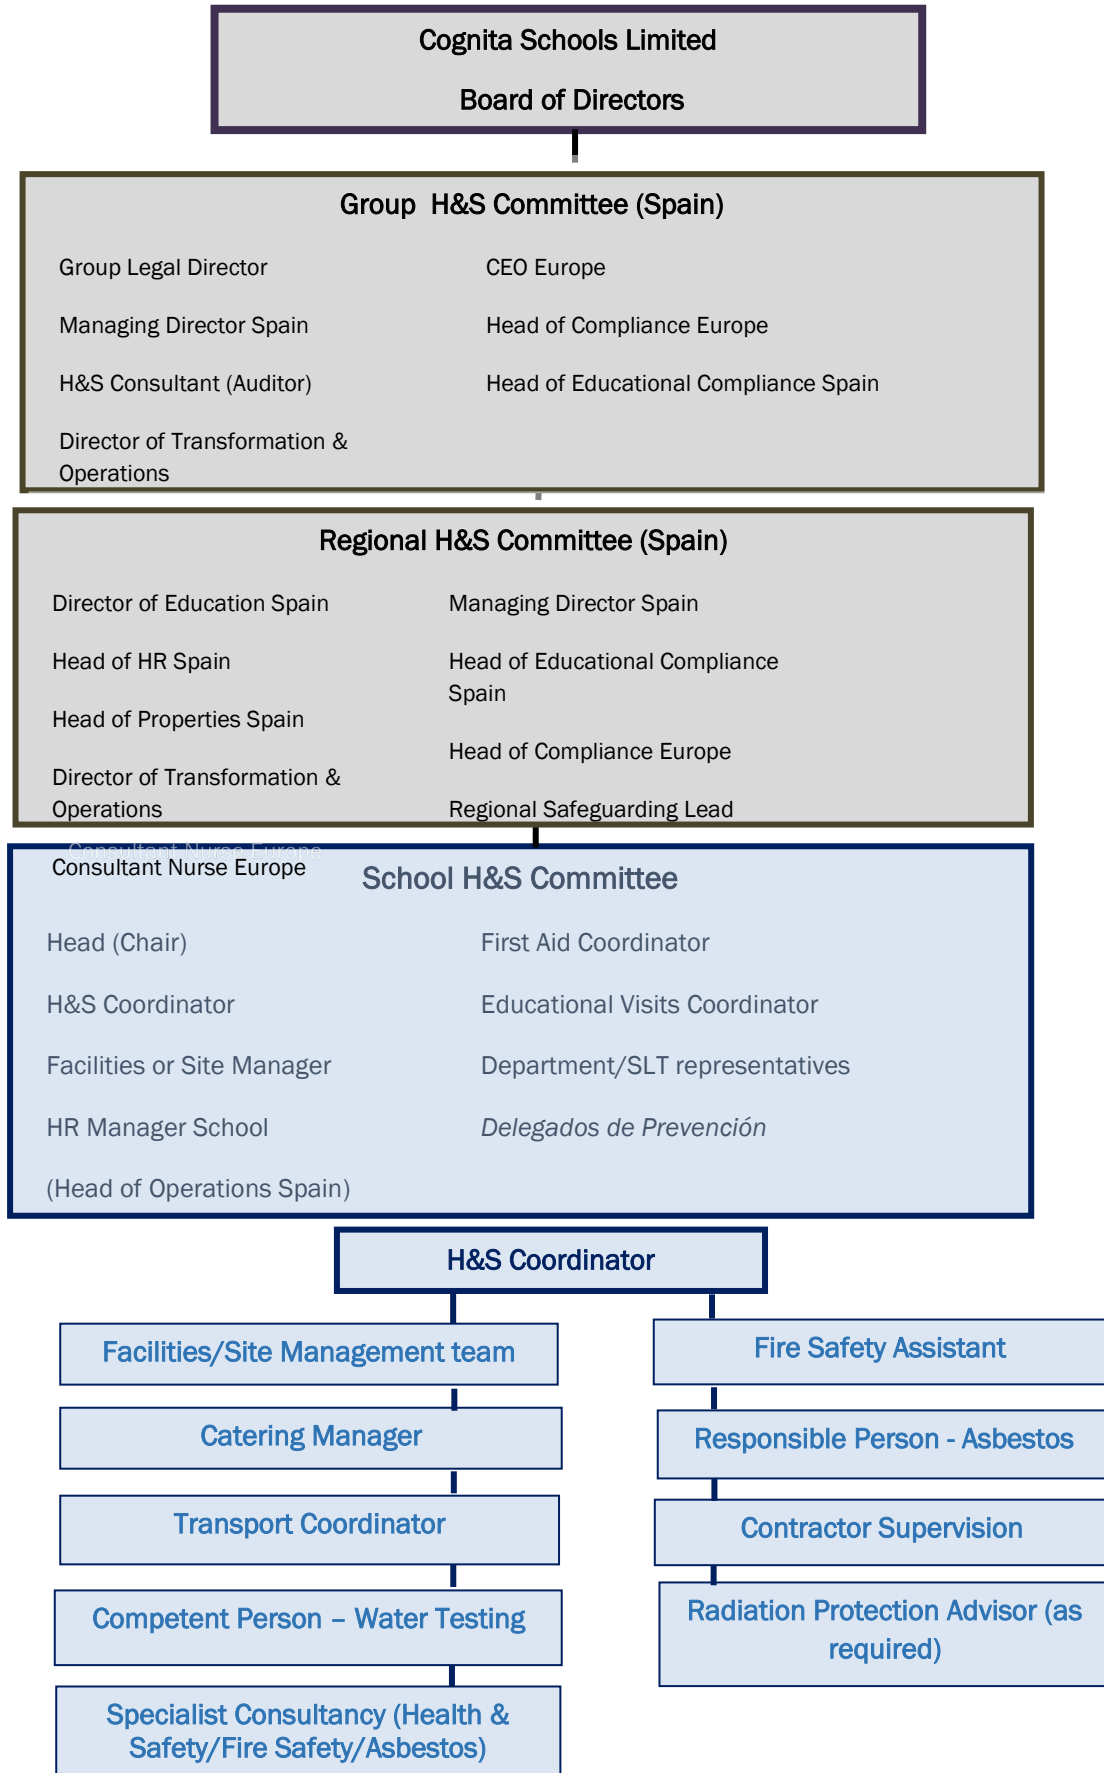 Cognita Schools Limited
Board of Directors
Group H&S Committee (Spain)
Group Legal Director
Managing Director Spain
H&S Consultant (Auditor)
Director of Transformation &
Operations
CEO Europe
Head of Compliance Europe
Head of Educational Compliance Spain
Regional H&S Committee (Spain)
Director of Education Spain
Head of HR Spain
Head of Properties Spain
Director of Transformation &
Operations
Consultant Nurse Europe
Consultant Nurse Europe
Managing Director Spain
Head of Educational Compliance
Spain
Head of Compliance Europe
Regional Safeguarding Lead
School H&S Committee
Head (Chair)
H&S Coordinator
Facilities or Site Manager
HR Manager School
(Head of Operations Spain)
First Aid Coordinator
Educational Visits Coordinator
Department/SLT representatives
Delegados de Prevención
H&S Coordinator
Facilities/Site Management team
Catering Manager
Transport Coordinator
Competent Person – Water Testing
Specialist Consultancy (Health &
Safety/Fire Safety/Asbestos)
Fire Safety Assistant
Responsible Person - Asbestos
Contractor Supervision
Radiation Protection Advisor (as
required)